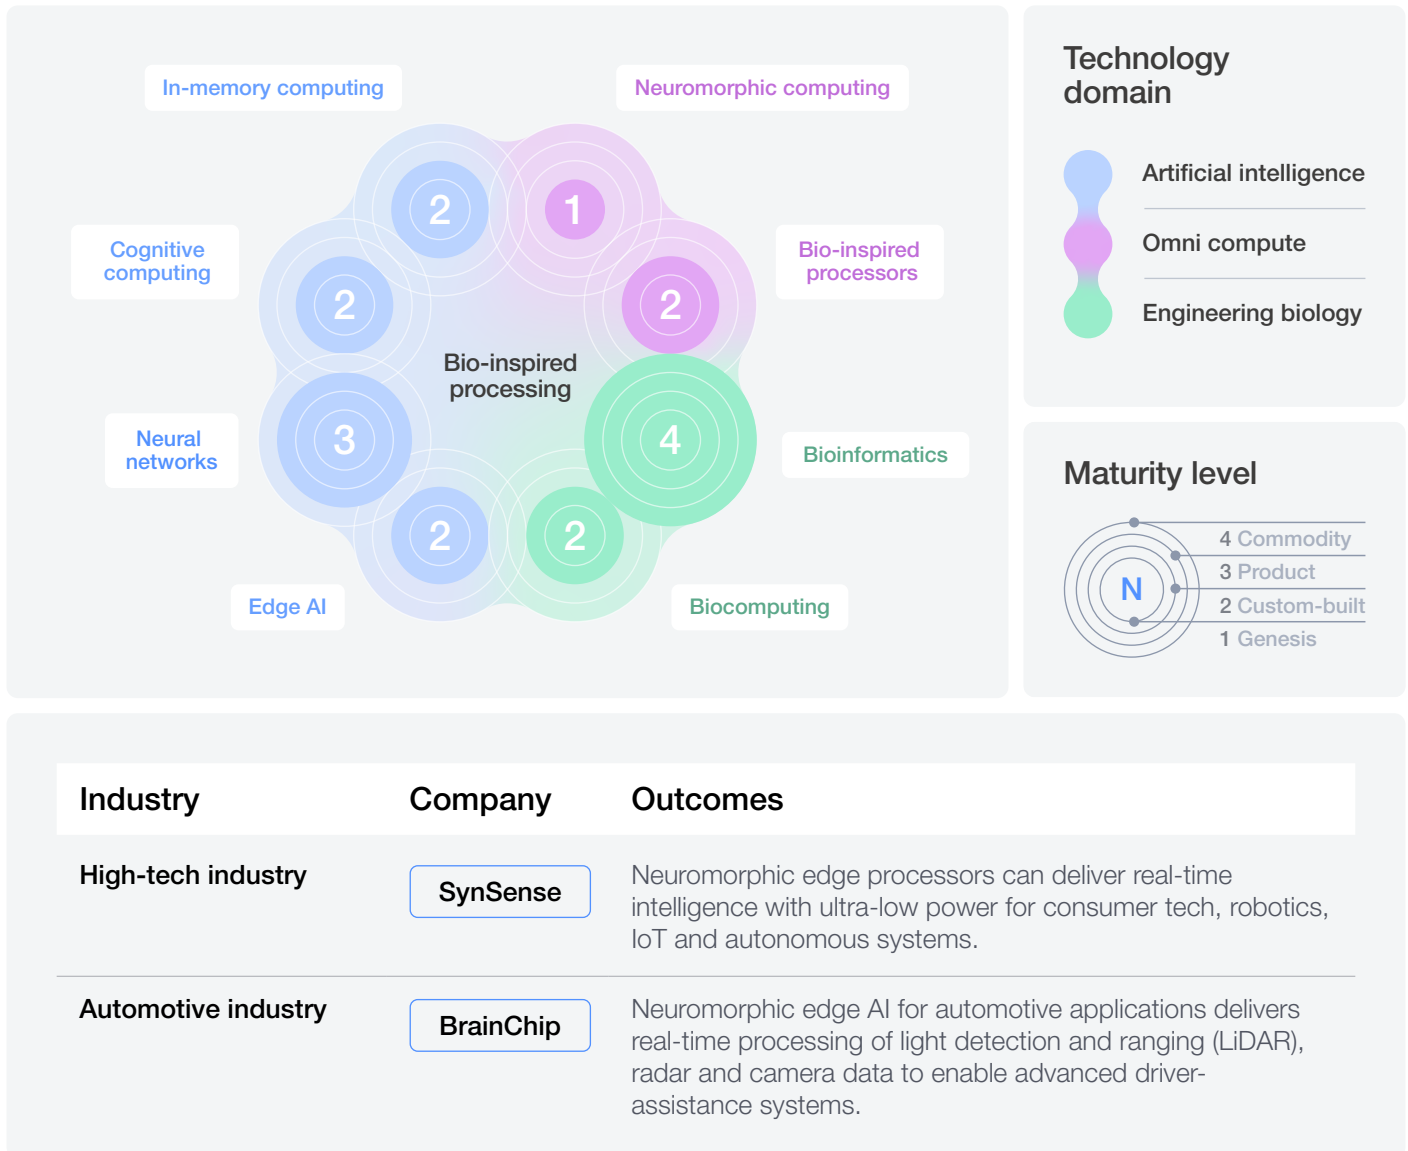 In-memory computing
Neuromorphic computing
2
1
Cognitive
computing
Bio-inspired
processors
2
2
Bio-inspired
processing
Neural
networks
3
4
Bioinformatics
2
2
Edge AI
Biocomputing
Technology
domain
Artificial intelligence
Omni compute
Engineering biology
Maturity level
N
4 Commodity
3 Product
2 Custom-built
1 Genesis
Industry
Company
Outcomes
High-tech industry
SynSense
Neuromorphic edge processors can deliver real-time
intelligence with ultra-low power for consumer tech, robotics,
IoT and autonomous systems.
Automotive industry
BrainChip
Neuromorphic edge AI for automotive applications delivers
real-time processing of light detection and ranging (LiDAR),
radar and camera data to enable advanced driver-
assistance systems.